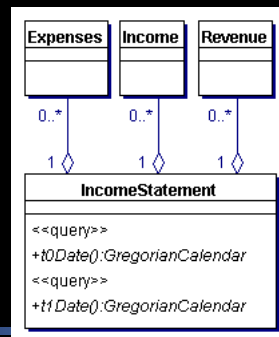 Expenses Income Revenue
0..* 0..* 0..*
1 1 1
IncomeStatement
<<query>>
+t0Date():GregorianCalendar
<<query>>
+t1Date():GregorianCalendar